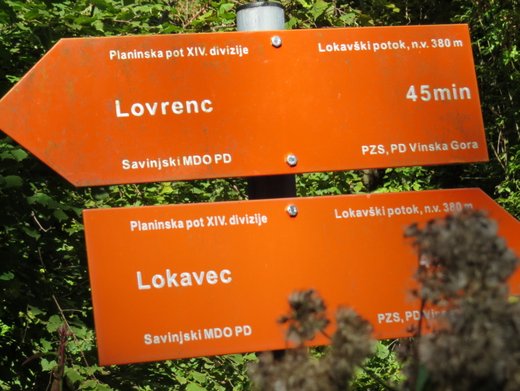 Planinska pot XIV. divizije
Lokavški potok, n.v. 380 m
Lovrenc
45min
Savinjski MDO PD
PZS, PD Vinska Gora
Planinska pot XIV. divizije
Lokavški potok, n.v. 380 m
Lokavec
Savinjski MDO PD
PZS, PD